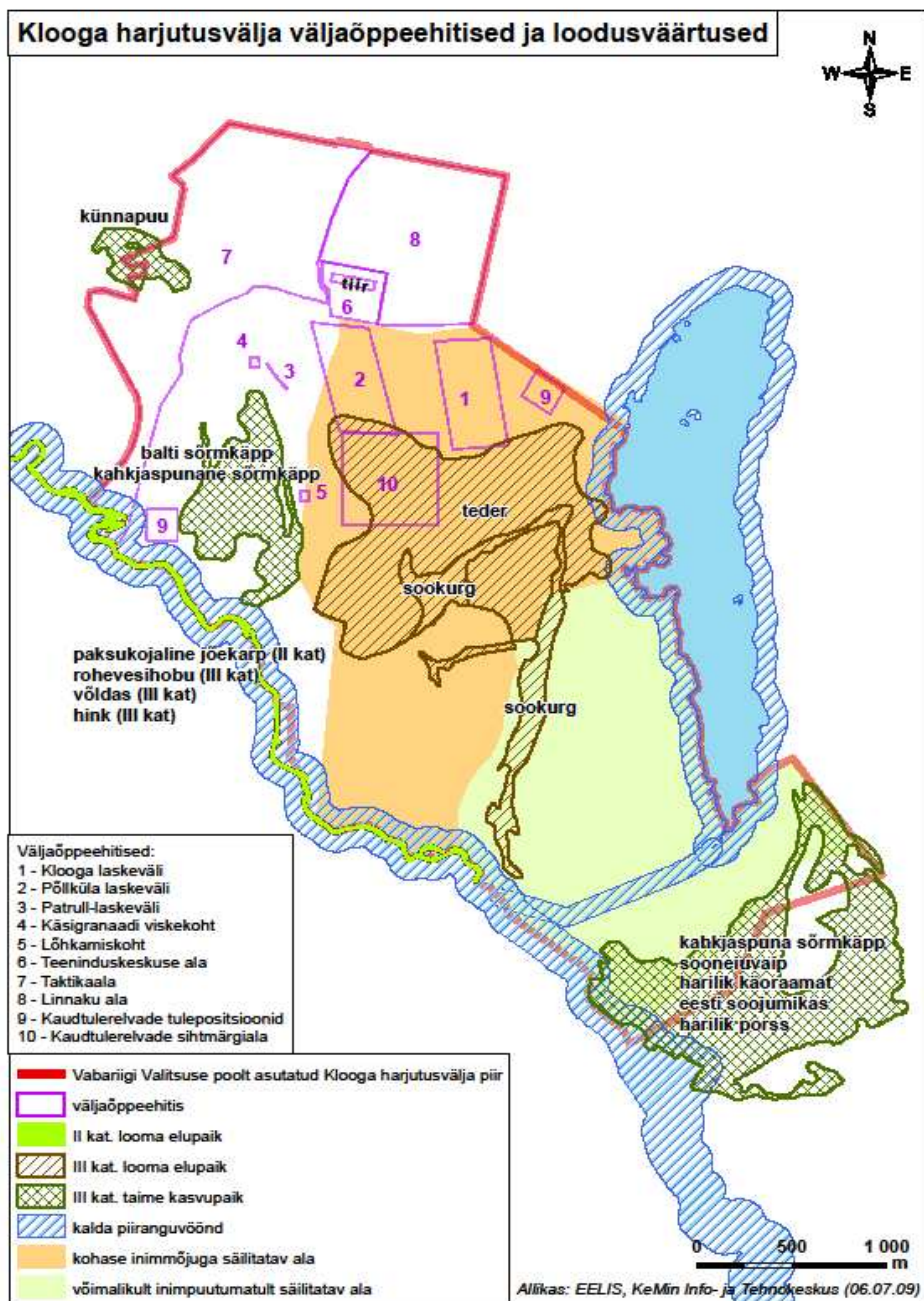 Klooga harjutusvälja väljaõppeehitised ja loodusväärtused
N
W E
S
künnapuu
7
8
tiir
6
4
3
2
1
9
balti sõrmkäpp
kahkjaspunane sõrmkäpp
5
10
teder
9
sookurg
paksukojaline jõekarp (II kat)
rohevesihobu (III kat)
võldas (III kat)
hink (III kat)
sookurg
Väljaõppeehitised:
1 - Klooga laskeväli
2 - Põllküla laskeväli
3 - Patrull-laskeväli
4 - Käsigranaadi viskekoht
5 - Lõhkamiskoht
6 - Teeninduskeskuse ala
7 - Taktikaala
8 - Linnaku ala
9 - Kaudtulerelvade tulepositsioonid
10 - Kaudtulerelvade sihtmärgiala
kahkjaspuna sõrmkäpp
sooneiuvaip
harilik käoraamat
eesti soojumikas
harilik porss
Vabariigi Valitsuse poolt asutatud Klooga harjutusvälja piir
väljaõppeehitis
II kat. looma elupaik
III kat. looma elupaik
III kat. taime kasvupaik
kalda piiranguvöönd
kohase inimmõjuga säilitatav ala
võimalikult inimpuutumatult säilitatav ala
0 500 1 000
m
Allikas: EELIS, KeMin Info- ja Tehnokeskus (06.07.09)